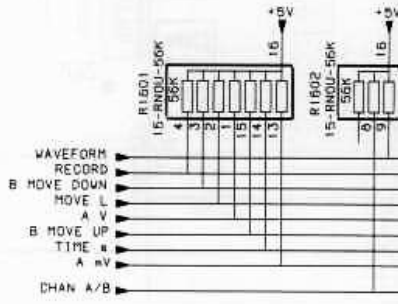 +5V
+5V
16
16
R1601
15-RNOU-56K
56K
R1602
15-RNOU-56K
56K
4
3
2
1
15
14
13
8
9
WAVEFORM
RECORD
B MOVE DOWN
MOVE L
A V
B MOVE UP
TIME
A mV
CHAN A/B